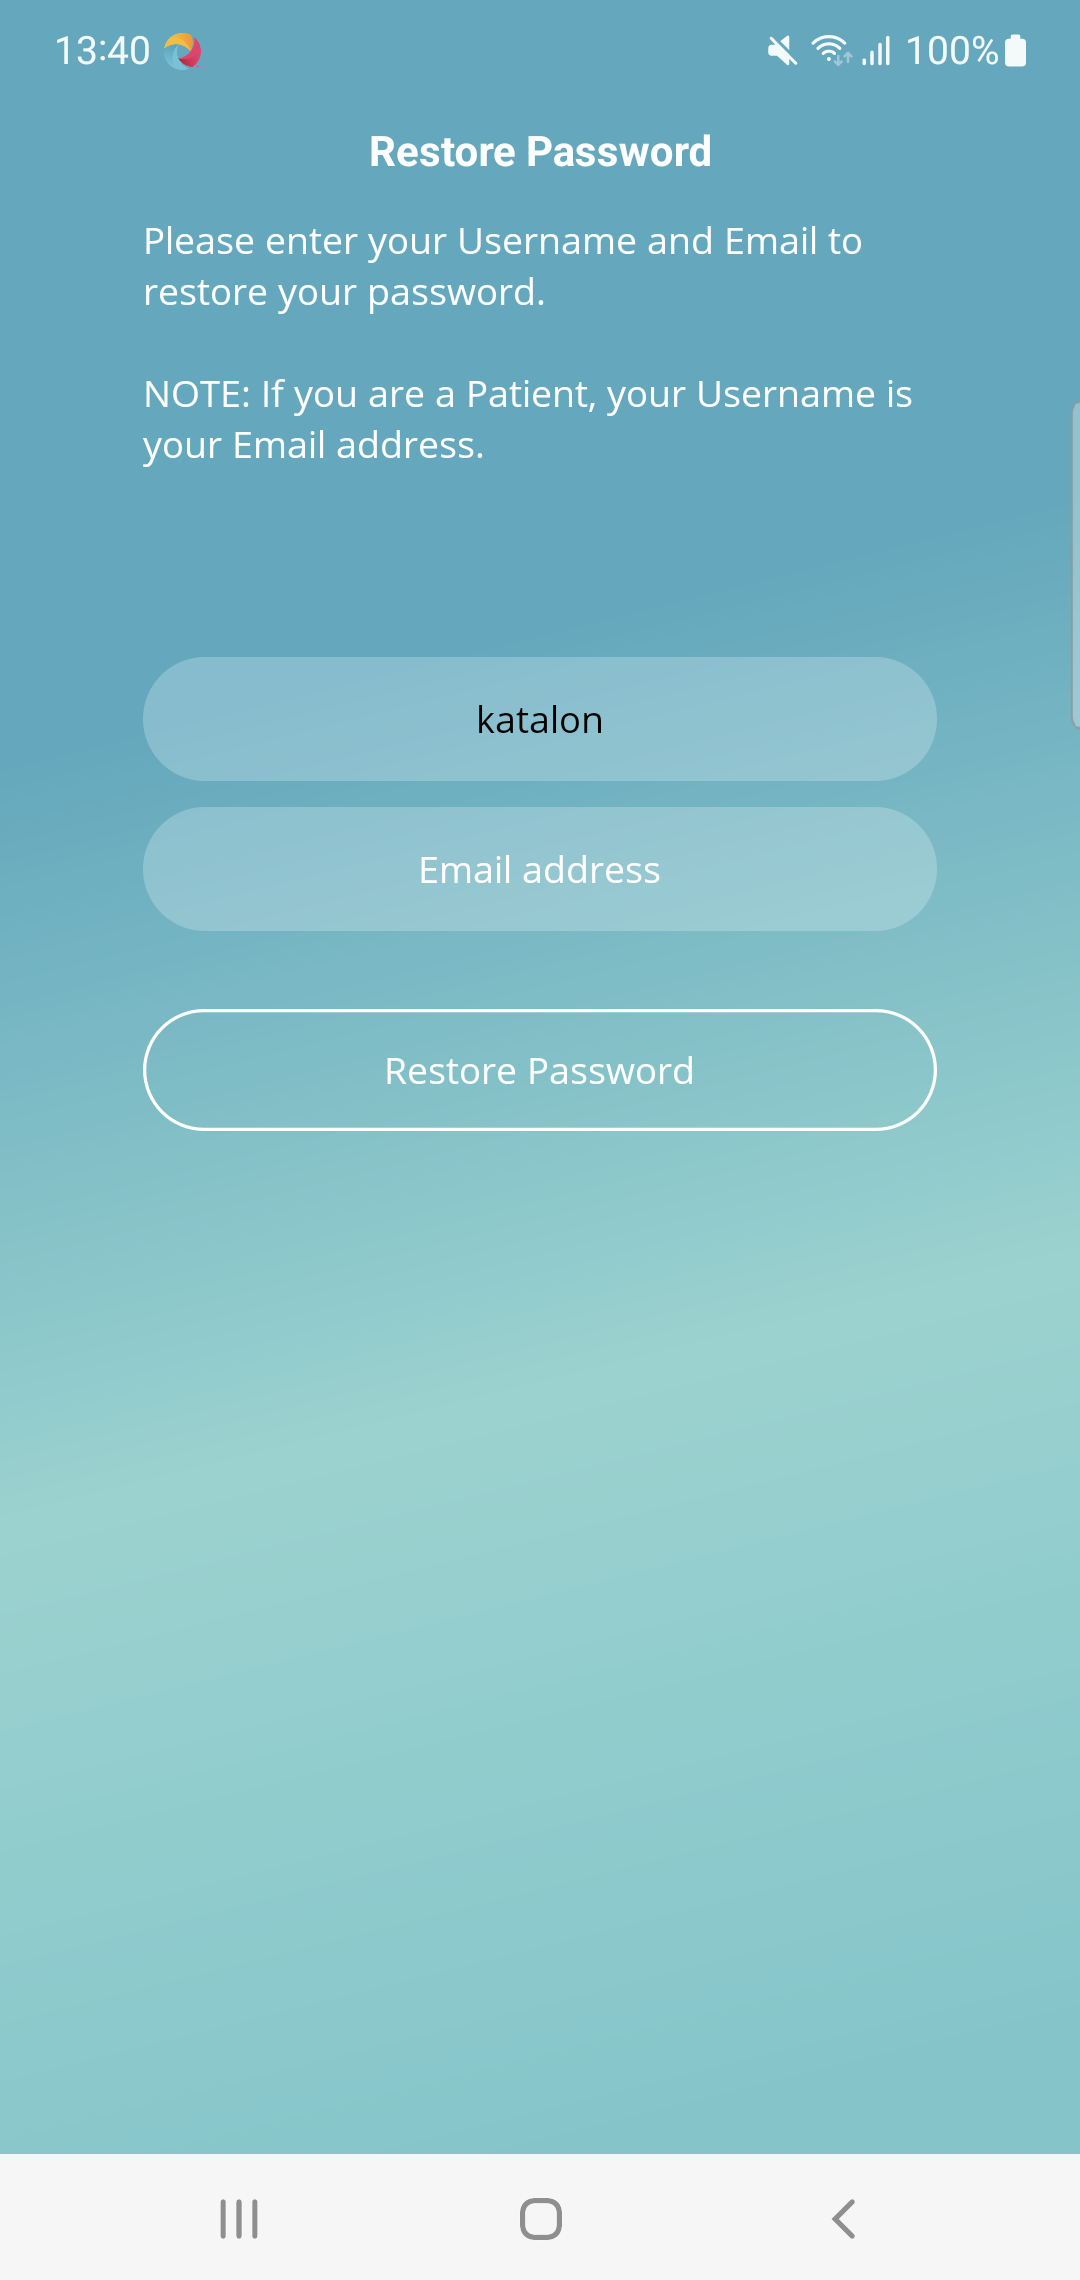 13:40
100%
Restore Password
Please enter your Username and Email to
restore your password.
NOTE: If you are a Patient, your Username is
your Email address.
katalon
Email address
Restore Password